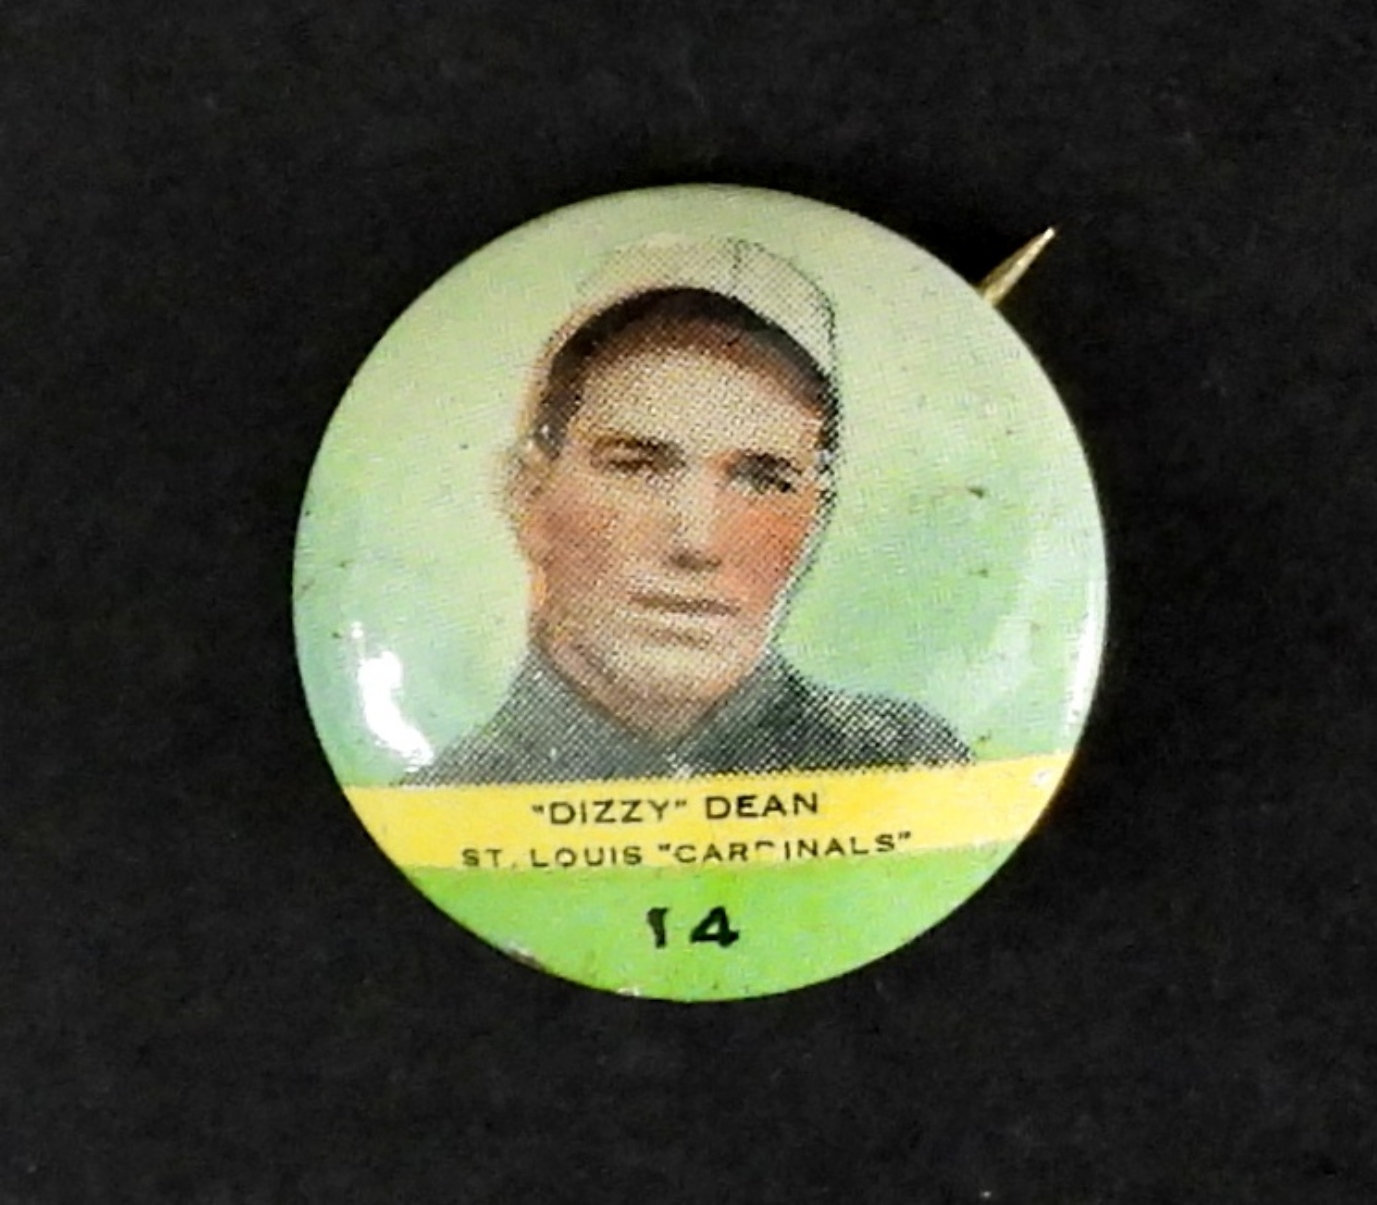 "DIZZY" DEAN
ST. LOUIS "CARDINALS"
14